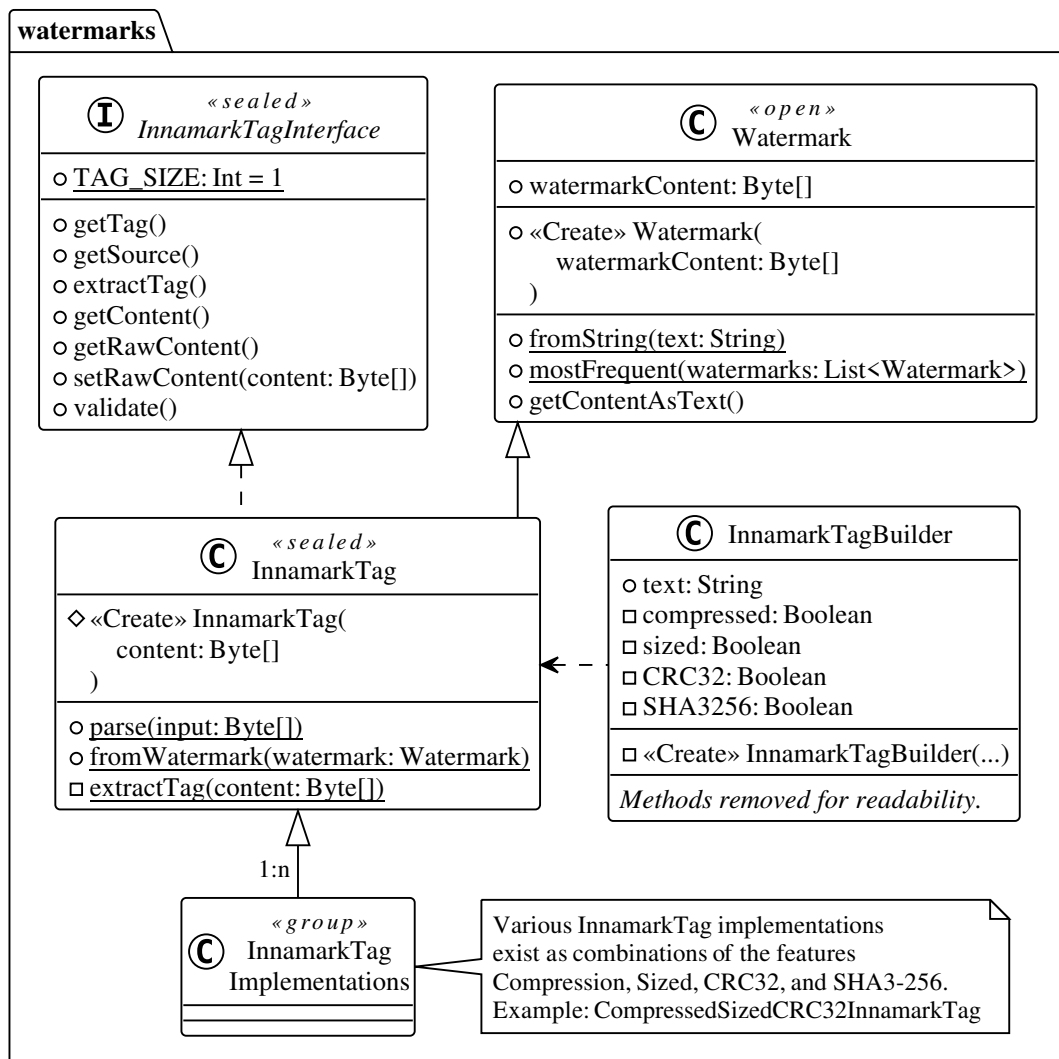 watermarks
I
«sealed»
InnamarkTagInterface
TAG_SIZE: Int = 1
getTag()
getSource()
extractTag()
getContent()
getRawContent()
setRawContent(content: Byte[])
validate()
C
«open»
Watermark
watermarkContent: Byte[]
«Create» Watermark(
watermarkContent: Byte[]
)
fromString(text: String)
mostFrequent(watermarks: List<Watermark>)
getContentAsText()
C
«sealed»
InnamarkTag
«Create» InnamarkTag(
content: Byte[]
)
parse(input: Byte[])
fromWatermark(watermark: Watermark)
extractTag(content: Byte[])
C
InnamarkTagBuilder
text: String
compressed: Boolean
sized: Boolean
CRC32: Boolean
SHA3256: Boolean
«Create» InnamarkTagBuilder(...)
Methods removed for readability.
1:n
C
«group»
InnamarkTag
Implementations
Various InnamarkTag implementations
exist as combinations of the features
Compression, Sized, CRC32, and SHA3-256.
Example: CompressedSizedCRC32InnamarkTag